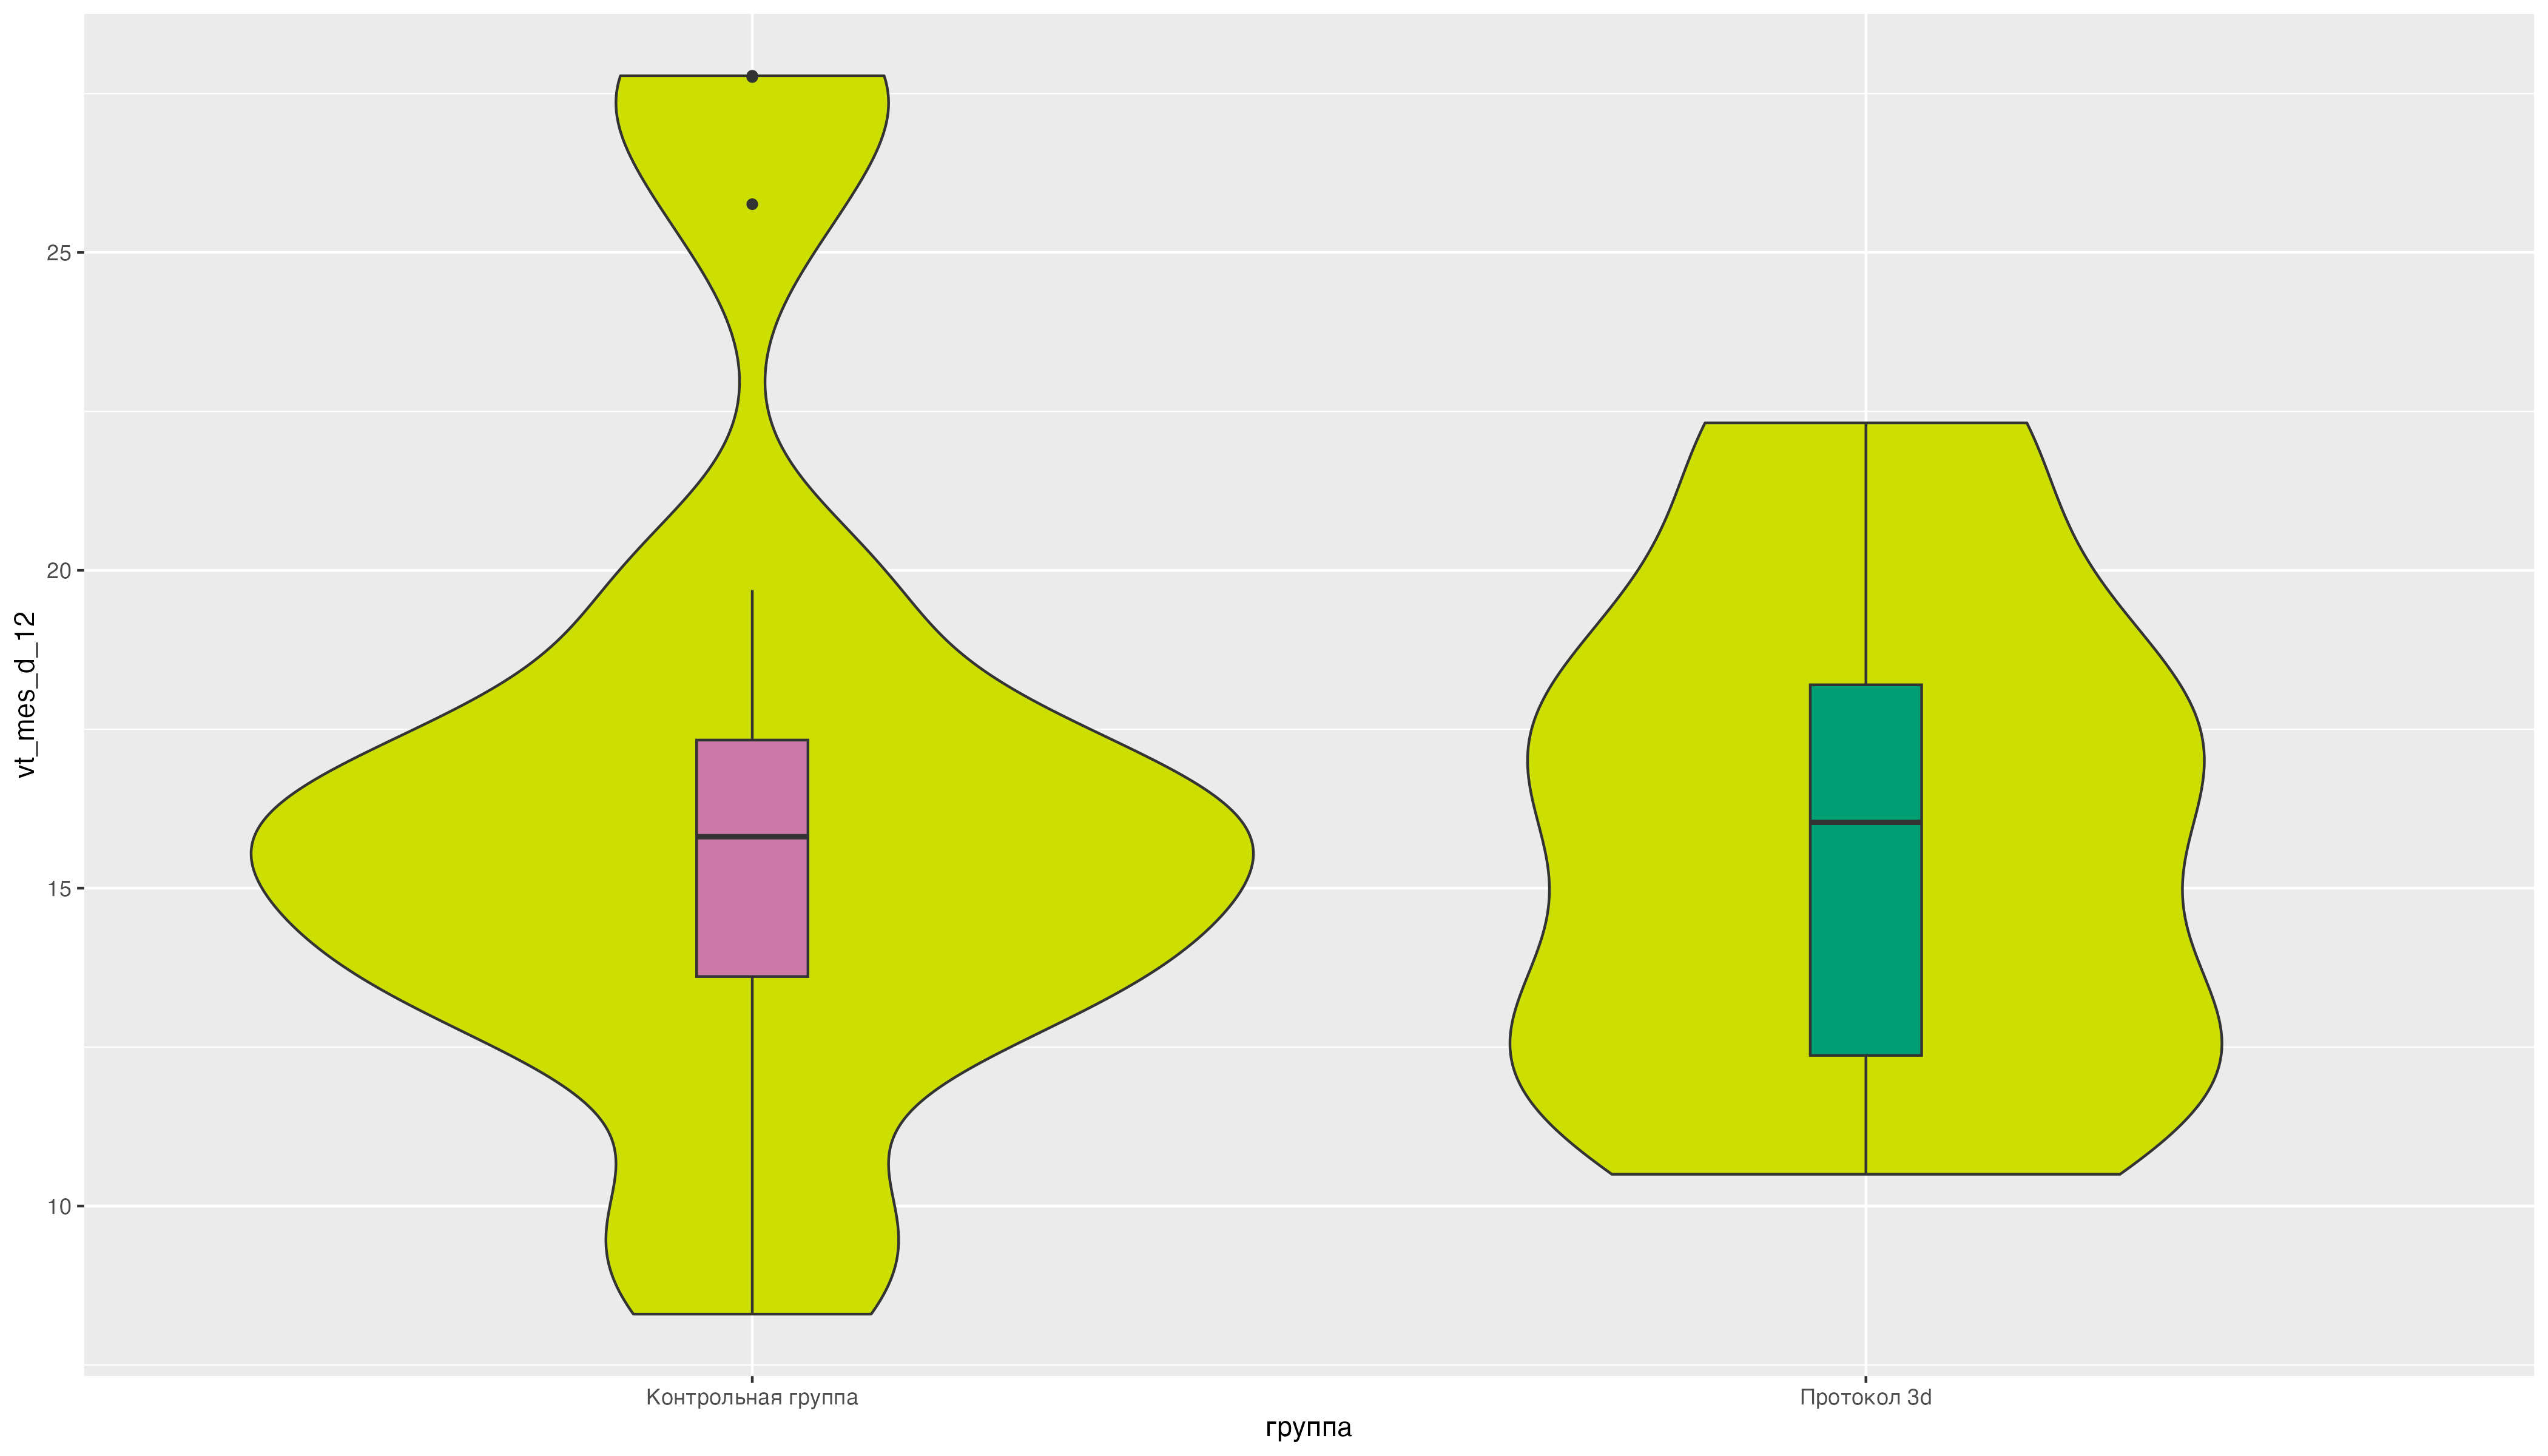 vt_mes_d_12
25
20
15
10
Контрольная группа
Протокол 3d
группа